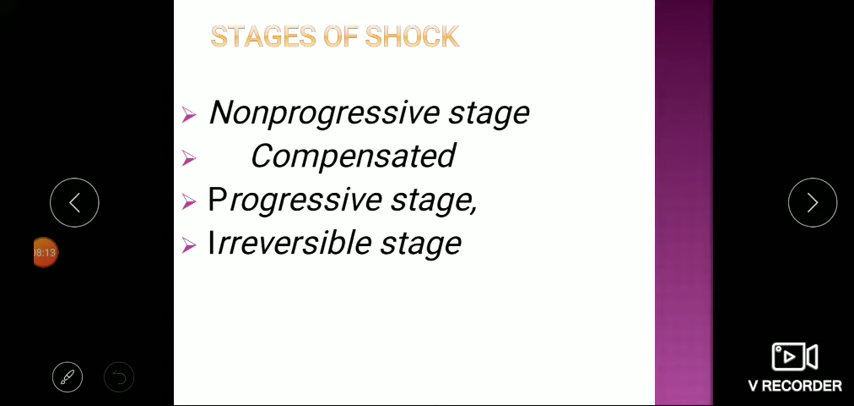 STAGES OF SHOCK
Nonprogressive stage
Compensated
Progressive stage,
Irreversible stage
V RECORDER